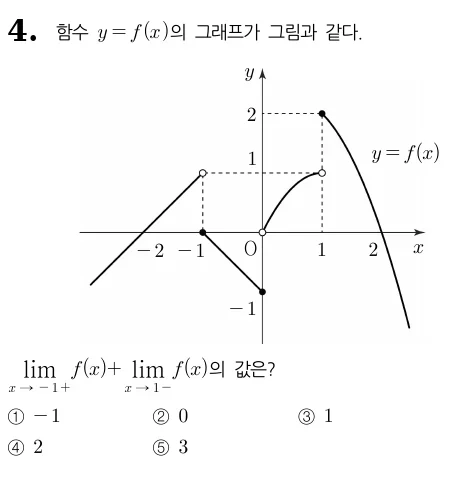 4. 함수 y=f(x)의 그래프가 그림과 같다.
y
2
1
y=f(x)
-2 -1 O 1 2 x
-1
lim f(x)+ lim f(x)의 값은?
x→-1+ x→1-
① -1 ② 0 ③ 1
④ 2 ⑤ 3